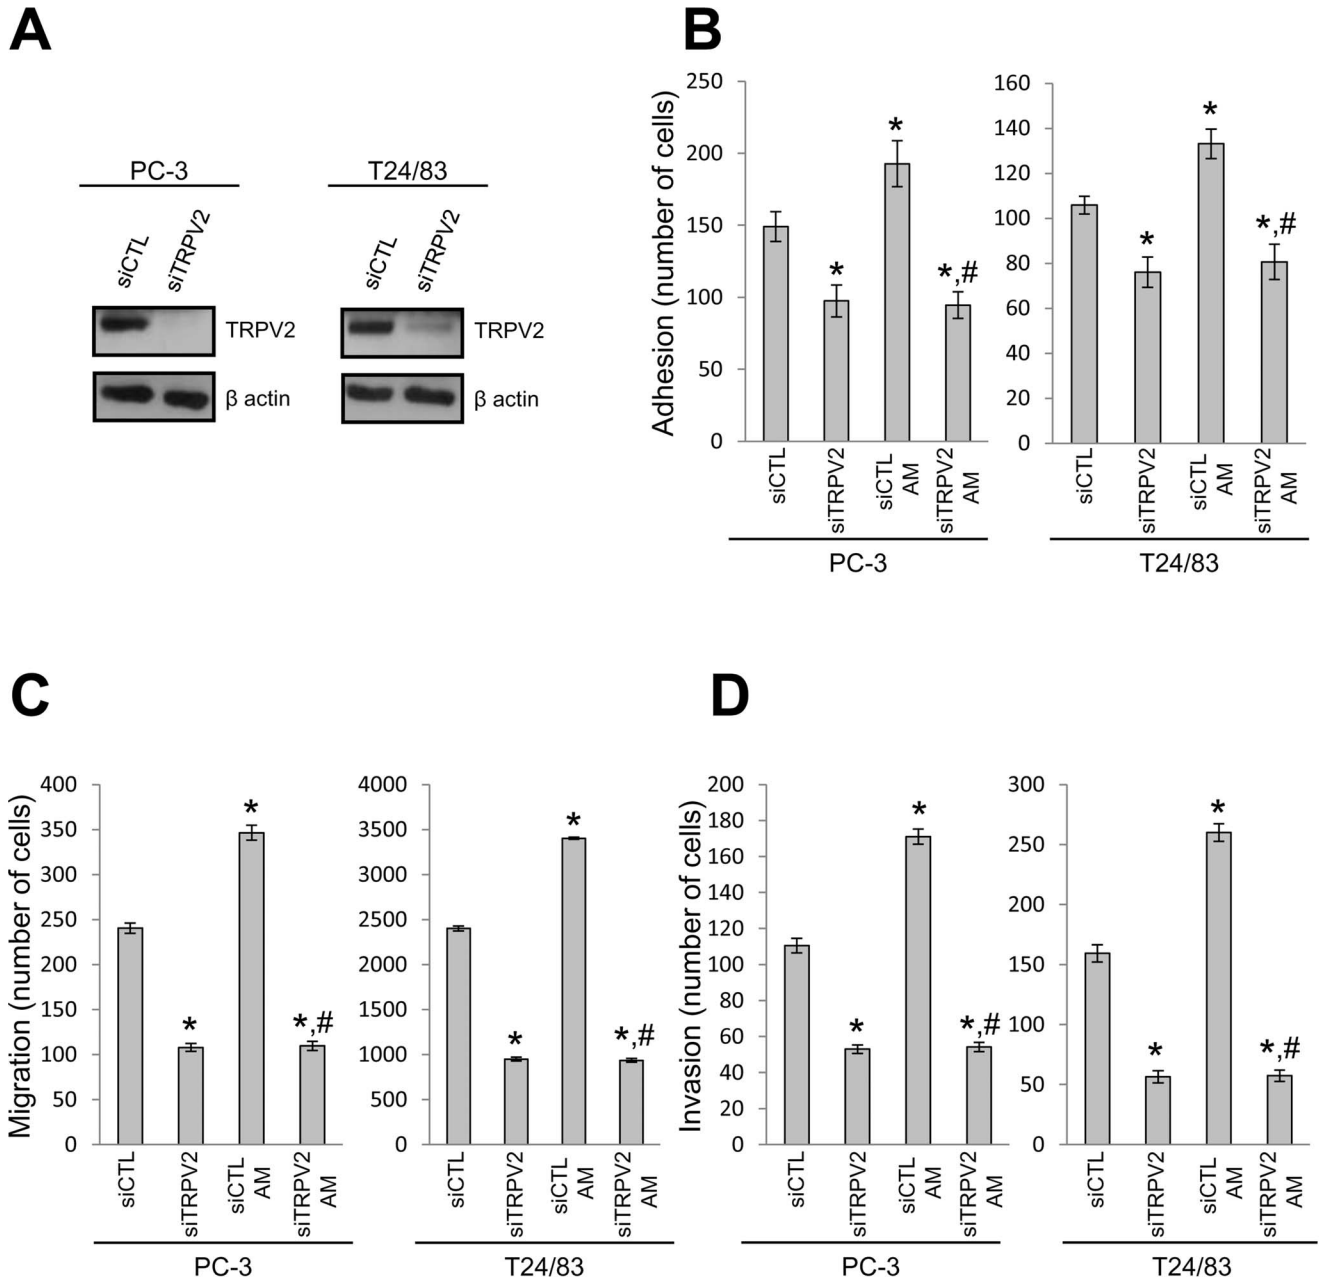 A
PC-3
T24/83
siCTL
siTRPV2
siCTL
siTRPV2
TRPV2
TRPV2
β actin
β actin
B
Adhesion (number of cells)
250
200
150
100
50
0
*
*
*,#
siCTL
siTRPV2
siCTL
AM
siTRPV2
AM
PC-3
160
140
120
100
80
60
40
20
0
*
*
*,#
siCTL
siTRPV2
siCTL
AM
siTRPV2
AM
T24/83
C
Migration (number of cells)
400
350
300
250
200
150
100
50
0
*
*
*,#
siCTL
siTRPV2
siCTL
AM
siTRPV2
AM
PC-3
4000
3500
3000
2500
2000
1500
1000
500
0
*
*
*,#
siCTL
siTRPV2
siCTL
AM
siTRPV2
AM
T24/83
D
Invasion (number of cells)
200
180
160
140
120
100
80
60
40
20
0
*
*
*,#
siCTL
siTRPV2
siCTL
AM
siTRPV2
AM
PC-3
300
250
200
150
100
50
0
*
*
*,#
siCTL
siTRPV2
siCTL
AM
siTRPV2
AM
T24/83